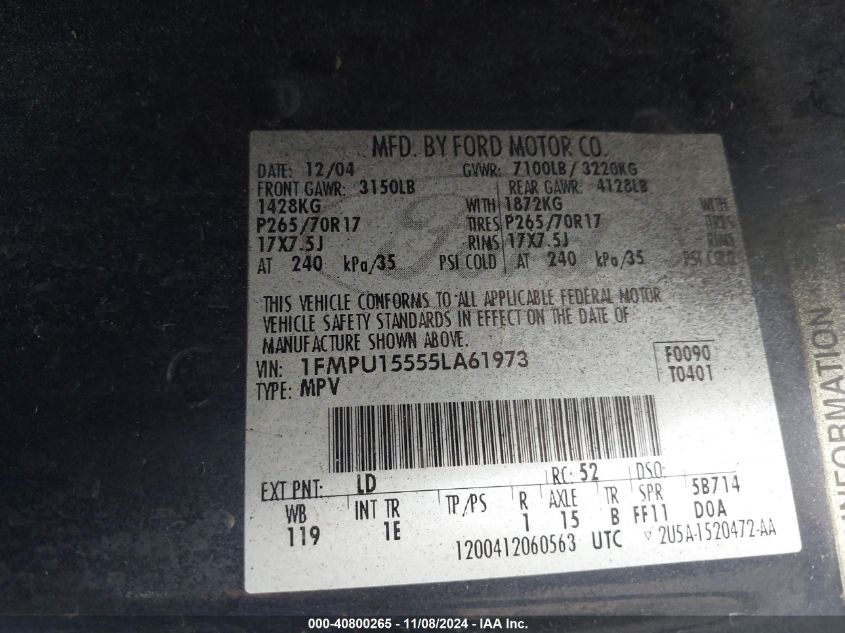 MFD. BY FORD MOTOR CO.
DATE: 12/04 GVWR: 7100LB / 3220KG
FRONT GAWR: 3150LB REAR GAWR: 4128LB
1428KG WITH 1872KG WITH
P265/70R17 TIRES P265/70R17 TIRES
17X7.5J RIMS 17X7.5J RIMS
AT 240 kPa/35 PSI COLD AT 240 kPa/35 PSI COLD
THIS VEHICLE CONFORMS TO ALL APPLICABLE FEDERAL MOTOR
VEHICLE SAFETY STANDARDS IN EFFECT ON THE DATE OF
MANUFACTURE SHOWN ABOVE.
VIN: 1FMPU15555LA61973 F0090
TYPE: MPV T0401
EXT PNT: LD RC: 52 DSO:
WB INT TR TP/PS R AXLE TR SPR 5B714
119 1E 1 15 B FF11 DOA
1200412060563 UTC 2U5A-1520472-AA
INFORMATION
000-40800265 - 11/08/2024 - IAA Inc.